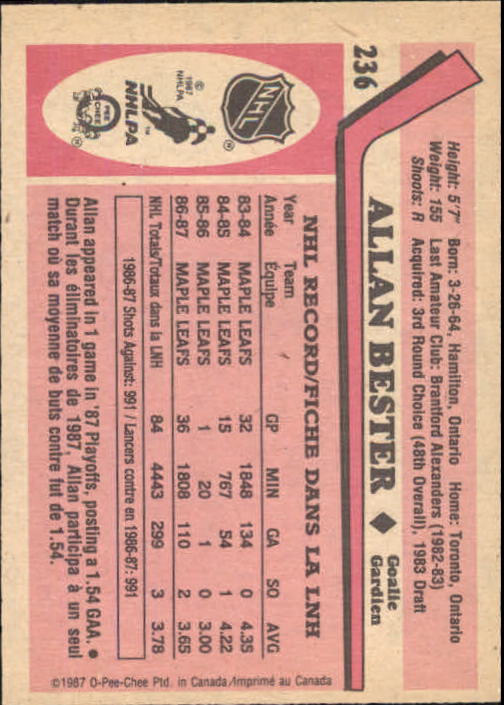 236
Height: 5'7" Born: 3-26-64, Hamilton, Ontario Home: Toronto, Ontario
Weight: 155 Last Amateur Club: Brantford Alexanders (1982-83)
Shoots: R Acquired: 3rd Round Choice (48th Overall), 1983 Draft
ALLAN BESTER ◆ Goalie
Gardien
NHL
®
© 1987 NHLPA
NHLPA™
O PEE CHEE
®
NHL RECORD/FICHE DANS LA LNH
Year Team
Année Équipe GP MIN GA SO AVG
83-84 MAPLE LEAFS 32 1848 134 0 4.35
84-85 MAPLE LEAFS 15 767 54 1 4.22
85-86 MAPLE LEAFS 1 20 1 0 3.00
86-87 MAPLE LEAFS 36 1808 110 2 3.65
NHL Totals/Totaux dans la LNH 84 4443 299 3 3.78
1986-87 Shots Against: 991 / Lancers contre en 1986-87: 991
Allan appeared in 1 game in '87 Playoffs, posting a 1.54 GAA. ●
Durant les éliminatoires de 1987, Allan participa à un seul
match où sa moyenne de buts contre fut de 1.54.
©1987 O-Pee-Chee Ptd. in Canada/Imprimé au Canada